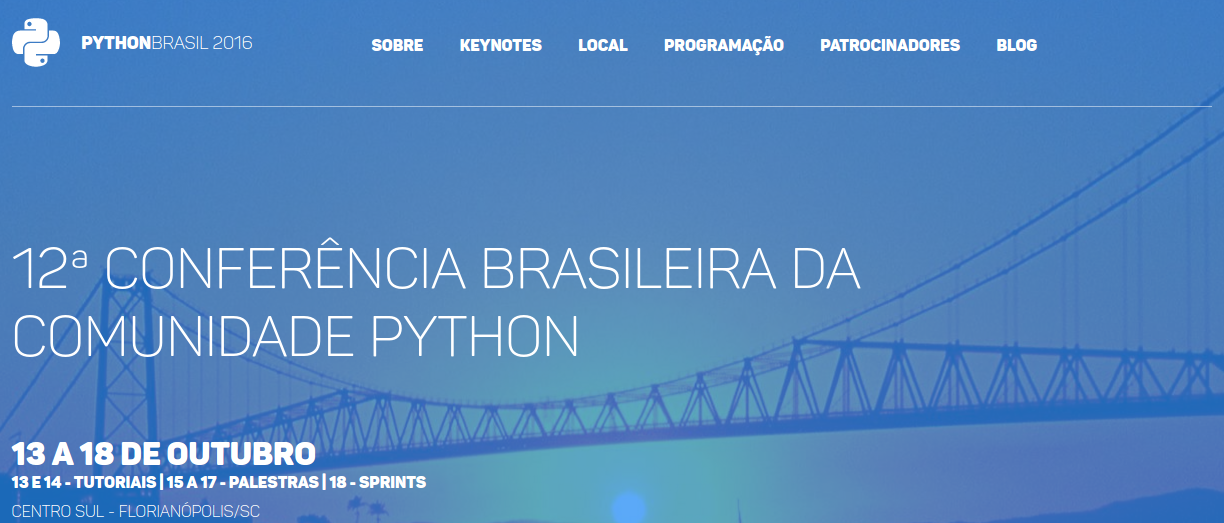 PYTHONBRASIL 2016
SOBRE KEYNOTES LOCAL PROGRAMAÇÃO PATROCINADORES BLOG
12ª CONFERÊNCIA BRASILEIRA DA
COMUNIDADE PYTHON
13 A 18 DE OUTUBRO
13 E 14 - TUTORIAIS | 15 A 17 - PALESTRAS | 18 - SPRINTS
CENTRO SUL - FLORIANÓPOLIS/SC